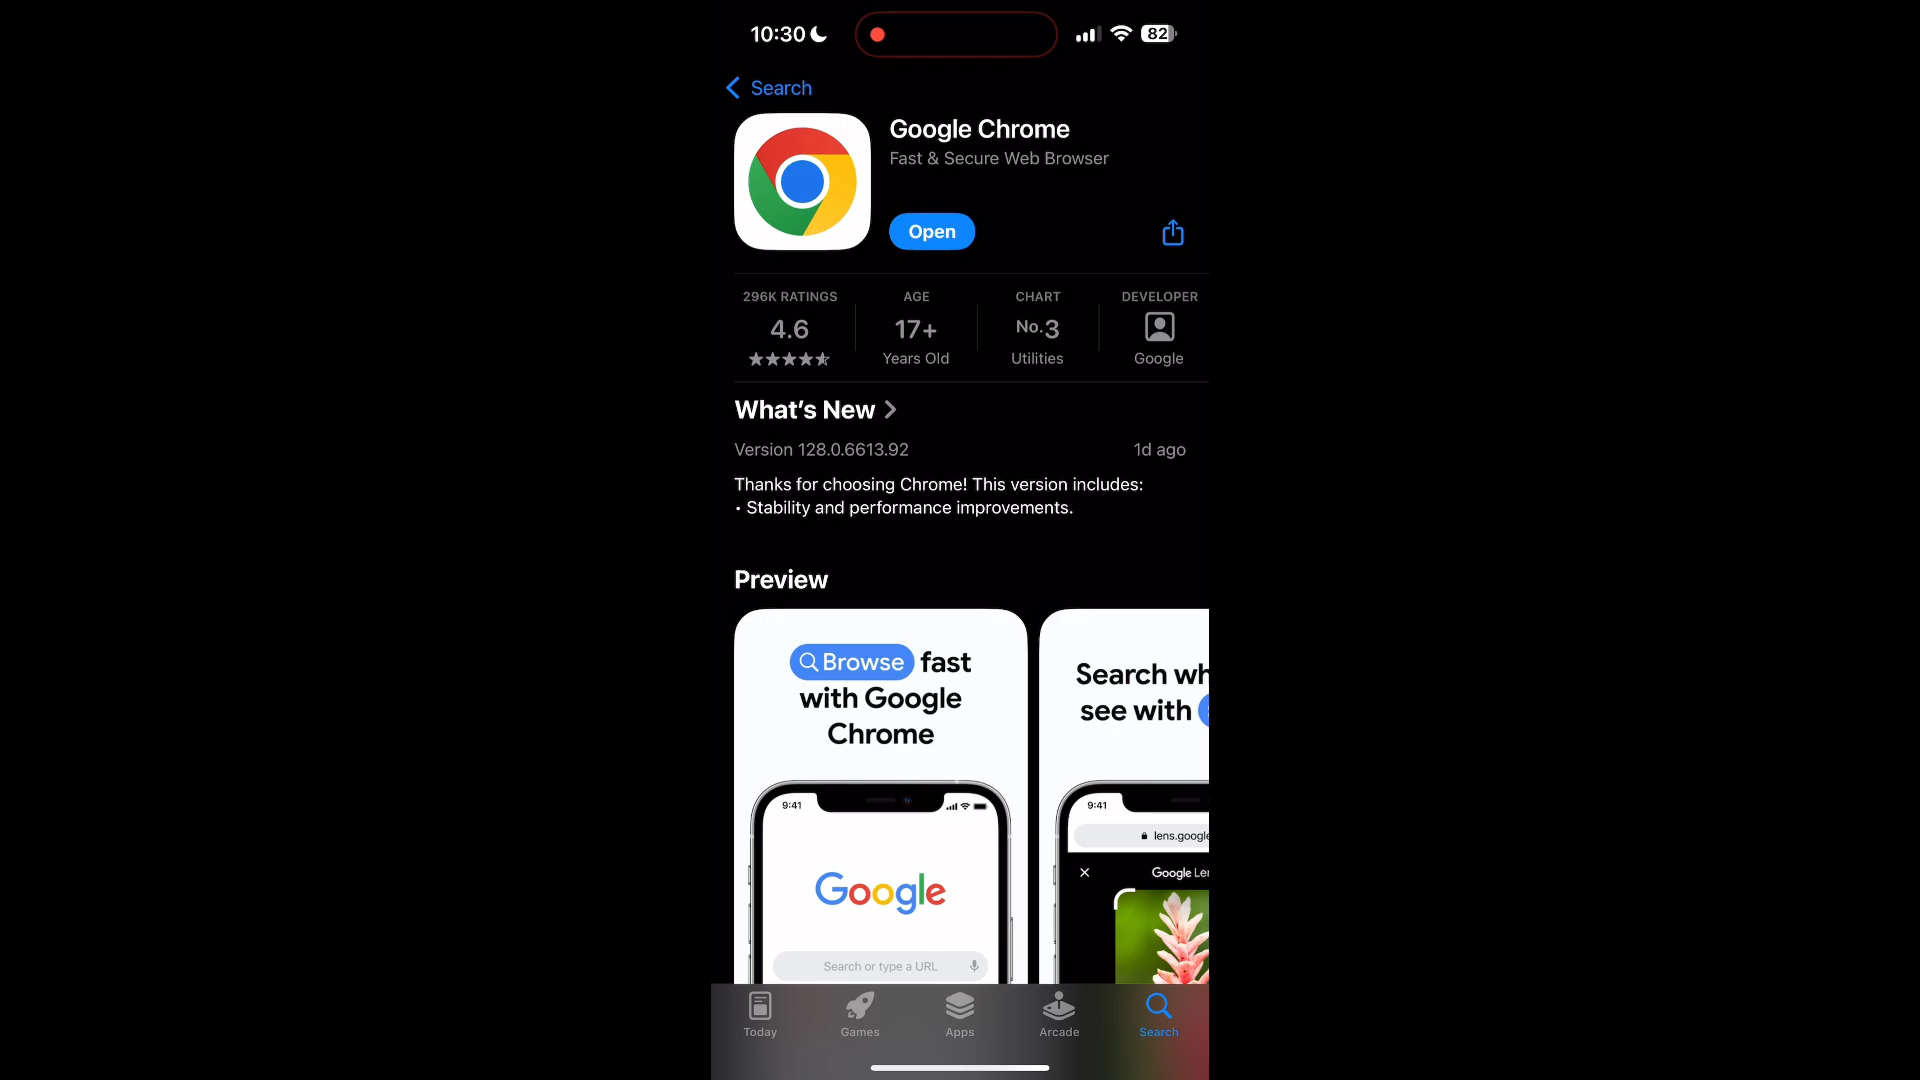 10:30
82
Search
Google Chrome
Fast & Secure Web Browser
Open
296K RATINGS
4.6
AGE
17+
Years Old
CHART
No.3
Utilities
DEVELOPER
Google
What's New
Version 128.0.6613.92
1d ago
Thanks for choosing Chrome! This version includes:
• Stability and performance improvements.
Preview
Browse fast
with Google
Chrome
9:41
Google
Search or type a URL
Search wh
see with
9:41
lens.google
Google Len
Today
Games
Apps
Arcade
Search